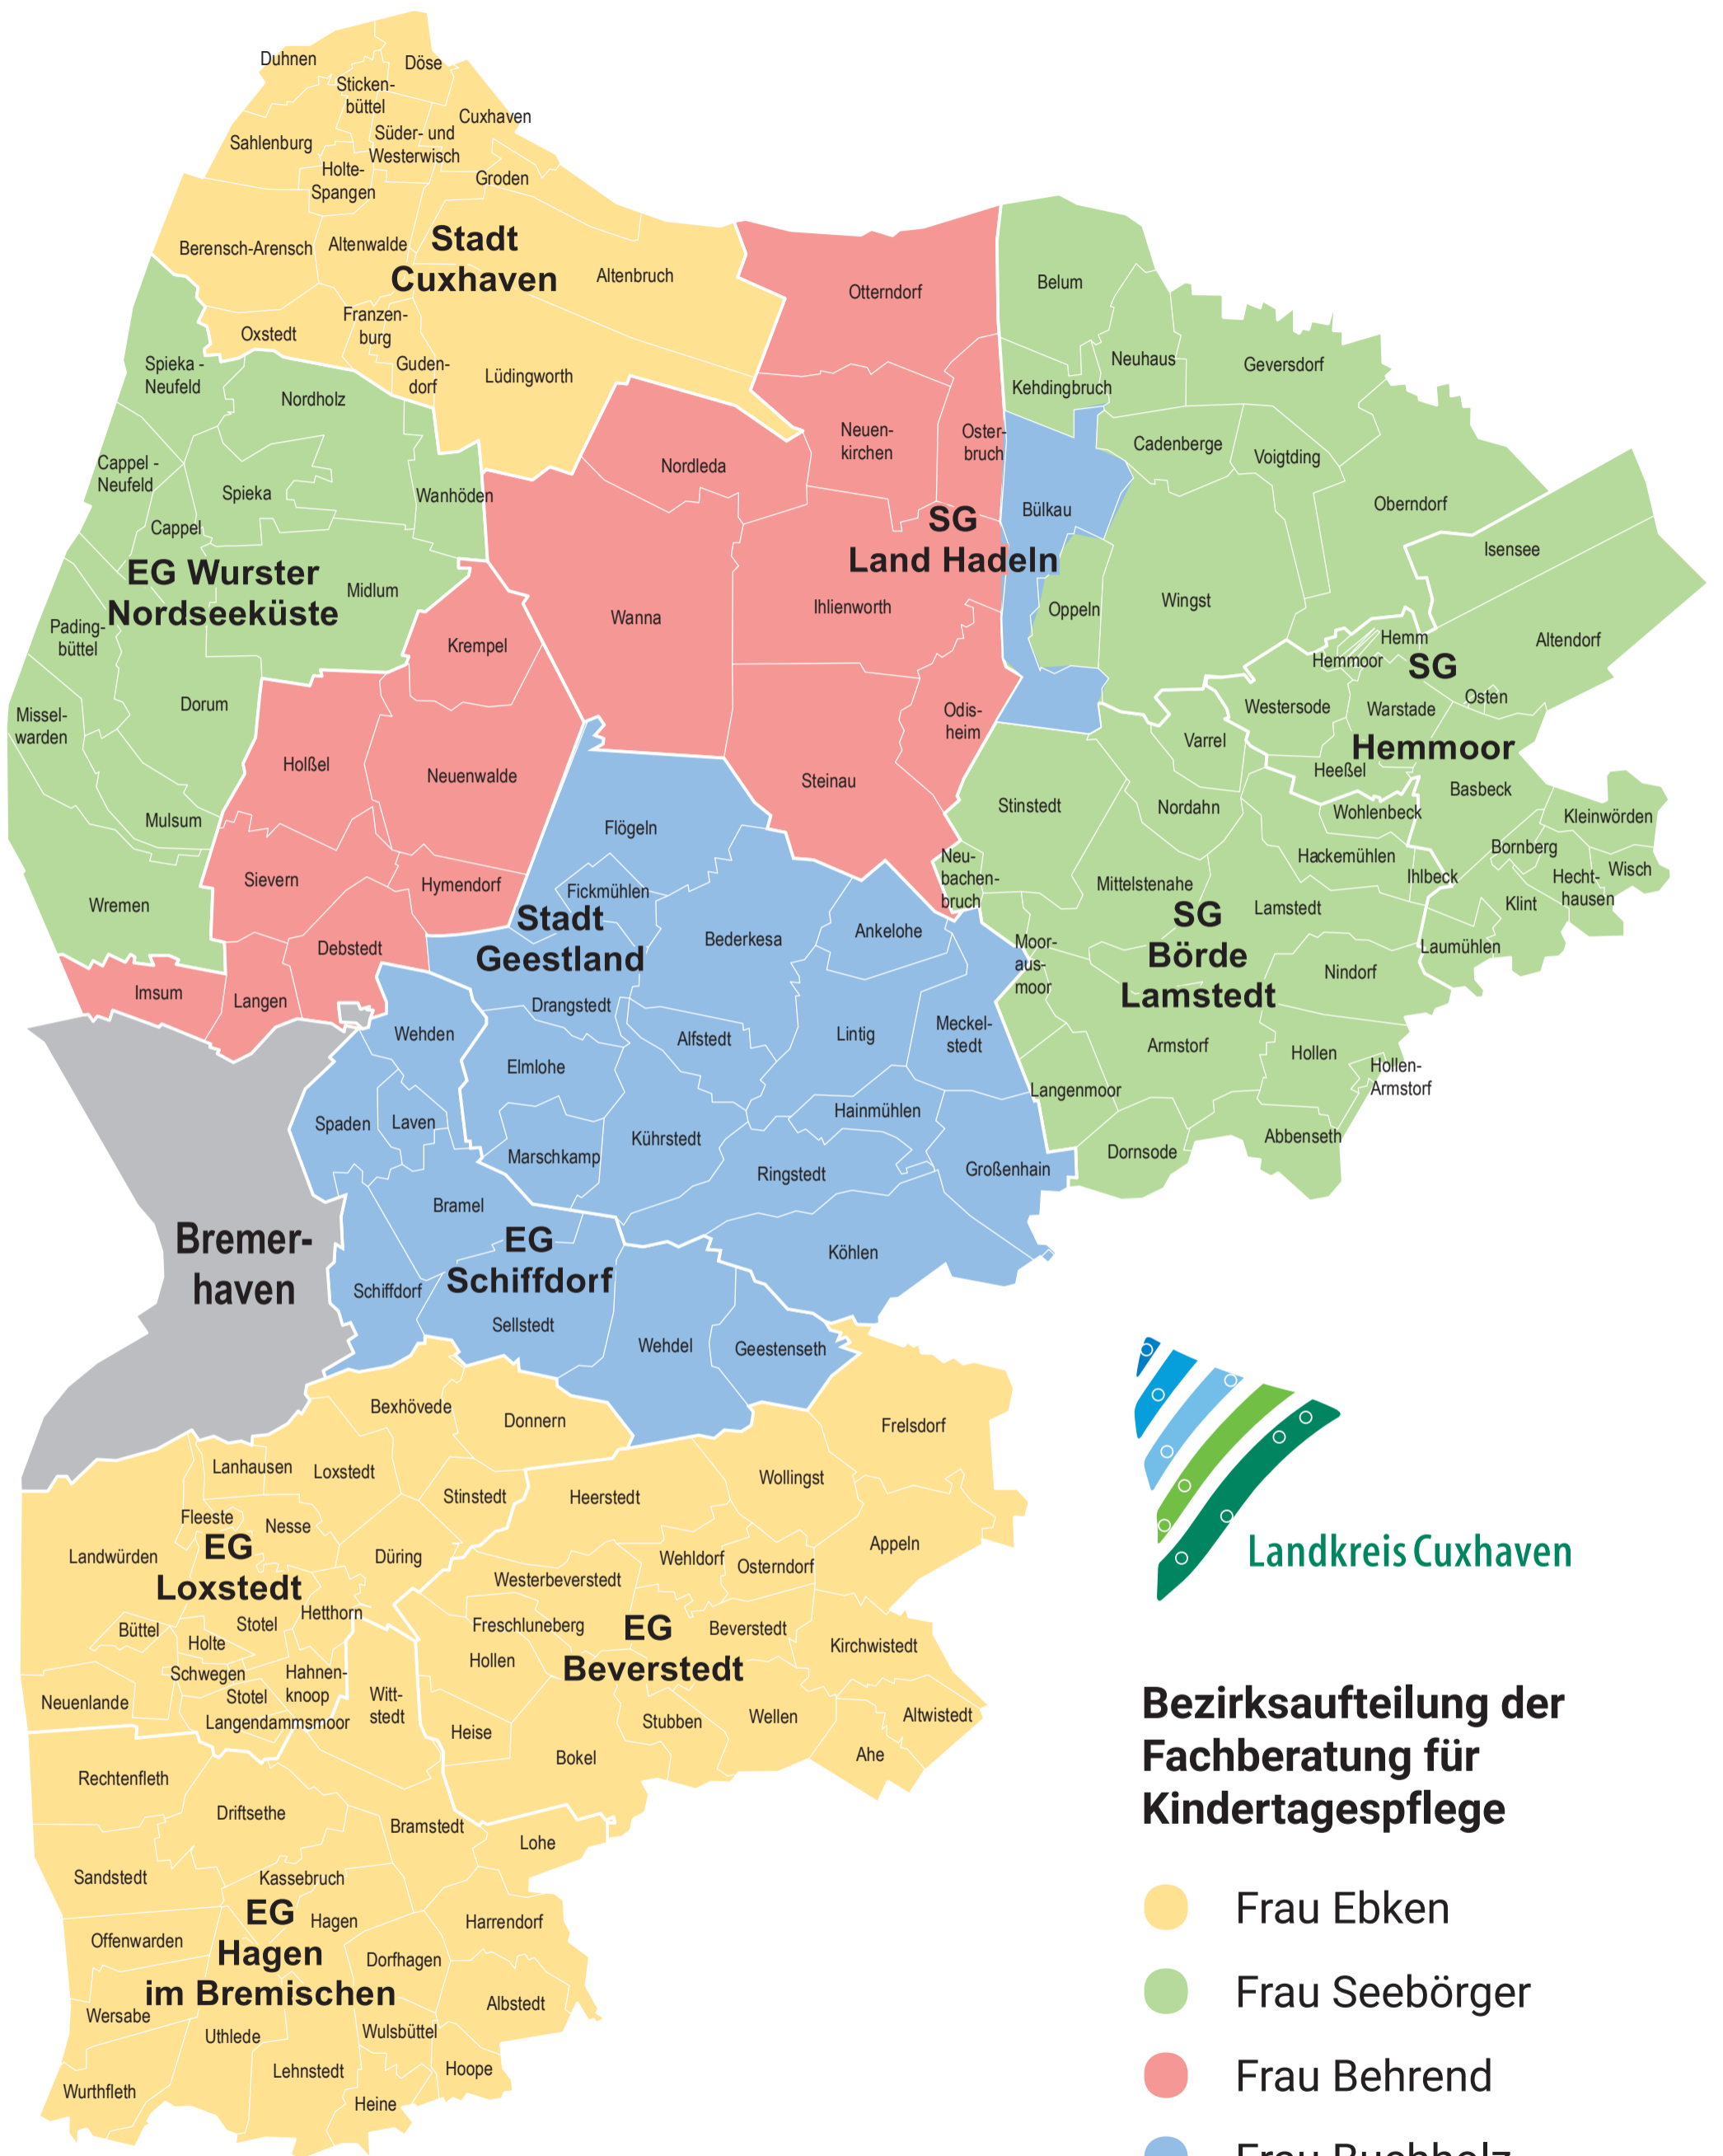 Duhnen
Döse
Sticken-
büttel
Cuxhaven
Sahlenburg
Süder- und
Westerwisch
Holte-
Spangen
Groden
Berensch-Arensch
Altenwalde
Stadt
Cuxhaven
Altenbruch
Oxstedt
Franzen-
burg
Guden-
dorf
Lüdingworth
Otterndorf
Belum
Neuhaus
Geversdorf
Kehdingbruch
Spieka -
Neufeld
Nordholz
Neuen-
kirchen
Oster-
bruch
Cadenberge
Voigtding
Nordleda
Cappel -
Neufeld
Spieka
Wanhöden
Cappel
Bülkau
Oberndorf
SG
Land Hadeln
Isensee
EG Wurster
Nordseeküste
Midlum
Wanna
Ihlienworth
Oppeln
Wingst
Pading-
büttel
Krempel
Hemm
Hemmoor
Altendorf
SG
Hemmoor
Osten
Westersode
Warstade
Missel-
warden
Dorum
Odis-
heim
Varrel
Holßel
Neuenwalde
Steinau
Heeßel
Basbeck
Mulsum
Stinstedt
Nordahn
Wohlenbeck
Kleinwörden
Flögeln
Hackemühlen
Bornberg
Neu-
bachen-
bruch
Mittelstenahe
Ihlbeck
Hecht-
hausen
Wisch
Sievern
Hymendorf
Fickmühlen
Wremen
Lamstedt
Klint
Stadt
Geestland
Bederkesa
Ankelohe
SG
Börde
Lamstedt
Debstedt
Moor-
aus-
moor
Laumühlen
Nindorf
Imsum
Langen
Drangstedt
Wehden
Alfstedt
Lintig
Meckel-
stedt
Armstorf
Hollen
Elmlohe
Hollen-
Armstorf
Langenmoor
Spaden
Laven
Hainmühlen
Kührstedt
Abbenseth
Marschkamp
Dornsode
Ringstedt
Großenhain
Bramel
Bremer-
haven
EG
Schiffdorf
Köhlen
Schiffdorf
Sellstedt
Wehdel
Geestenseth
Bexhövede
Donnern
Frelsdorf
Lanhausen
Loxstedt
Wollingst
Stinstedt
Heerstedt
Fleeste
Nesse
Appeln
Landwürden
EG
Loxstedt
Düring
Wehldorf
Osterndorf
Landkreis Cuxhaven
Westerbeverstedt
Hetthorn
Büttel
Stotel
Freschluneberg
EG
Beverstedt
Beverstedt
Holte
Kirchwistedt
Hollen
Schwegen
Hahnen-
knoop
Neuenlande
Stotel
Witt-
stedt
Langendammsmoor
Heise
Stubben
Wellen
Altwistedt
Bokel
Ahe
Bezirksaufteilung der
Fachberatung für
Kindertagespflege
Rechtenfleth
Driftsethe
Bramstedt
Lohe
Sandstedt
Kassebruch
EG
Hagen
im Bremischen
Hagen
Harrendorf
Offenwarden
Dorfhagen
Wersabe
Albstedt
Uthlede
Wulsbüttel
Lehnstedt
Hoope
Wurthfleth
Heine
Frau Ebken
Frau Seebörger
Frau Behrend
Frau Buchholz